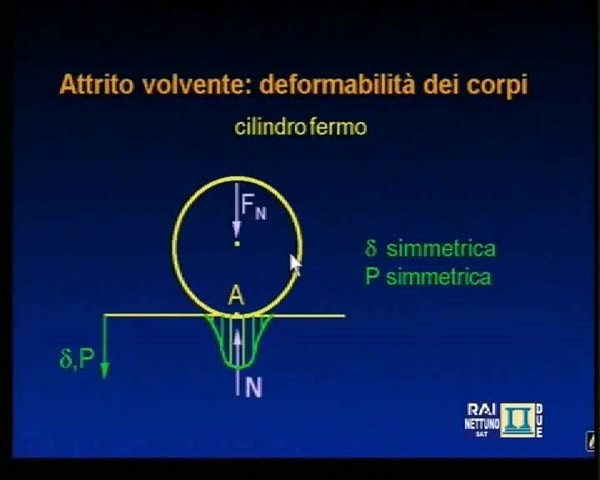 Attrito volvente: deformabilità dei corpi
cilindro fermo
F_N
δ simmetrica
P simmetrica
A
δ,P
N
RAI
NETTUNO
SAT
DUE